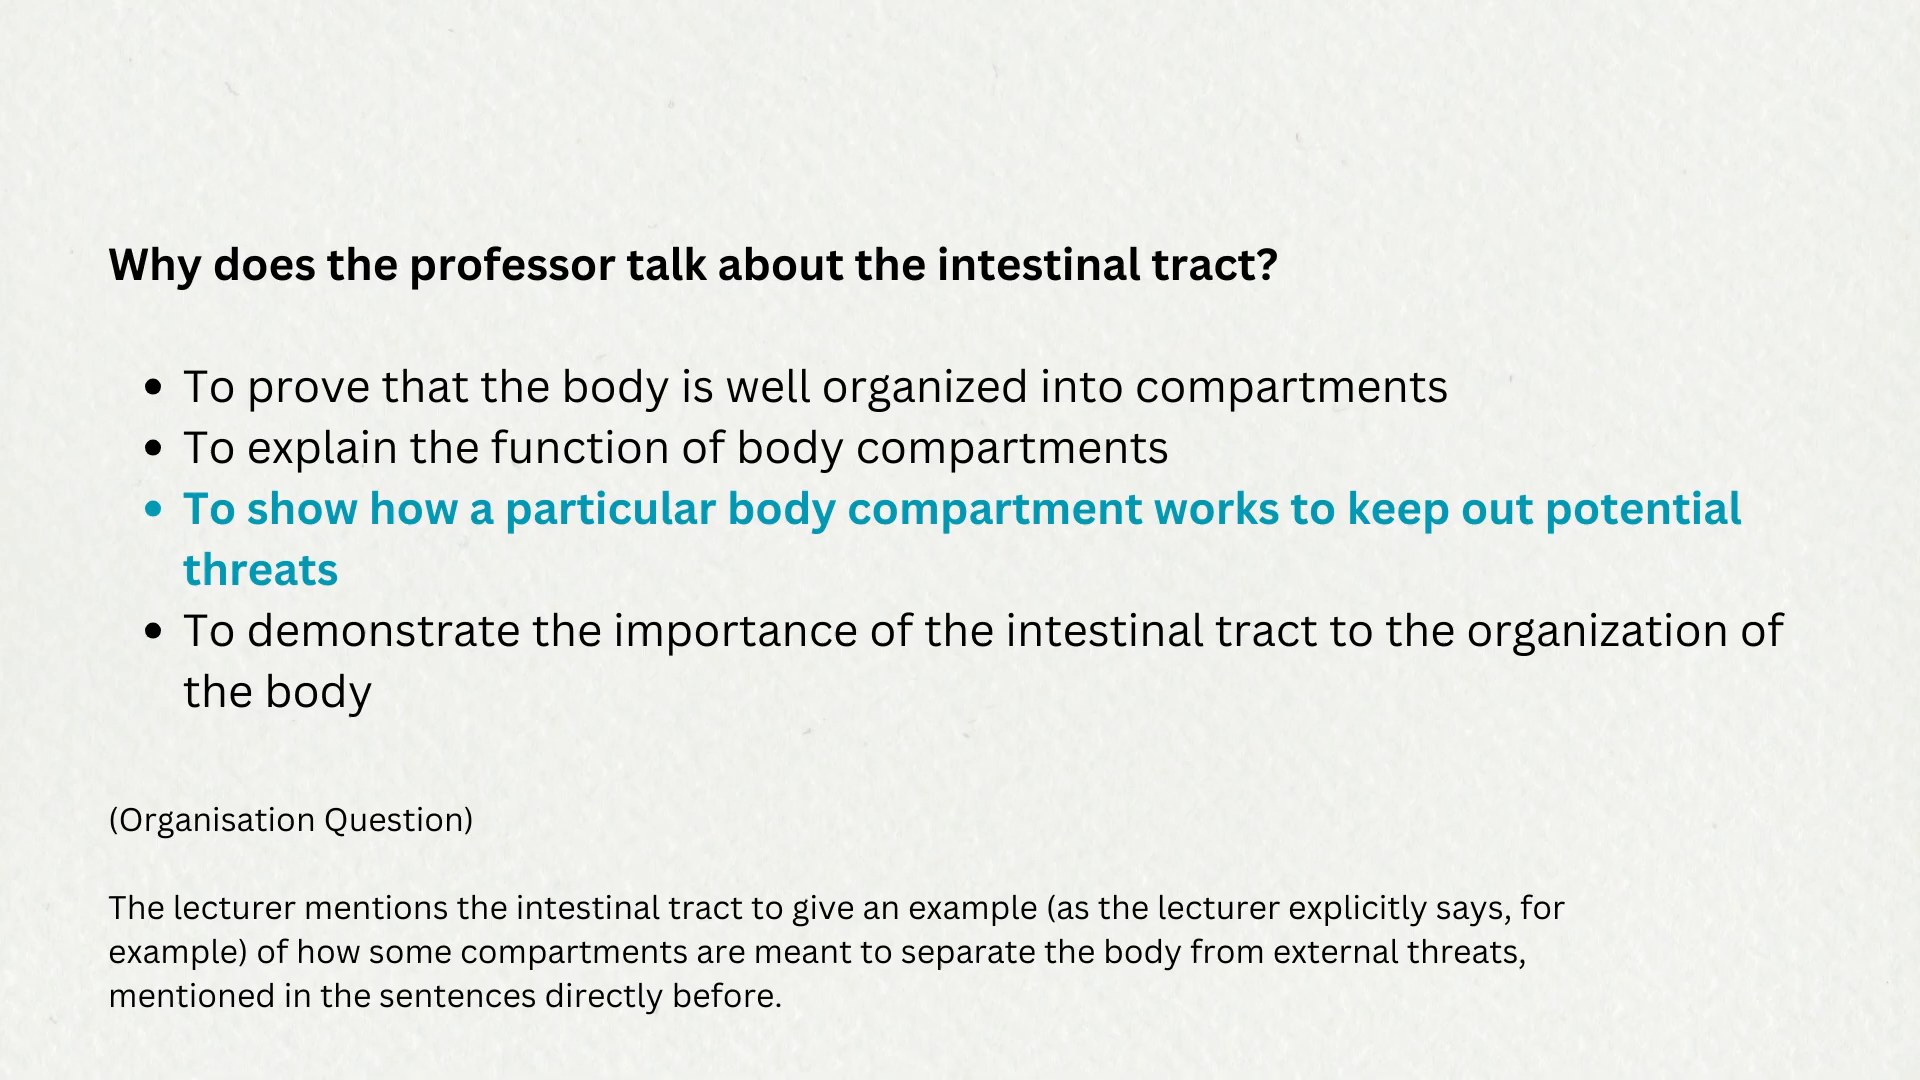 Why does the professor talk about the intestinal tract?
• To prove that the body is well organized into compartments
• To explain the function of body compartments
• To show how a particular body compartment works to keep out potential
threats
• To demonstrate the importance of the intestinal tract to the organization of
the body
(Organisation Question)
The lecturer mentions the intestinal tract to give an example (as the lecturer explicitly says, for
example) of how some compartments are meant to separate the body from external threats,
mentioned in the sentences directly before.